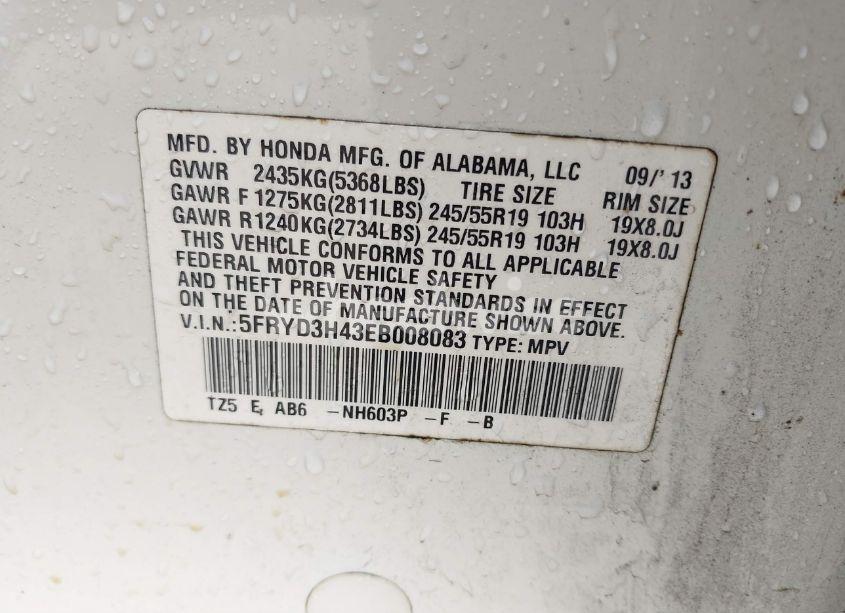 MFD. BY HONDA MFG. OF ALABAMA, LLC 09/' 13
GVWR 2435KG(5368LBS) TIRE SIZE RIM SIZE
GAWR F 1275KG(2811LBS) 245/55R19 103H 19X8.0J
GAWR R1240KG(2734LBS) 245/55R19 103H 19X8.0J
THIS VEHICLE CONFORMS TO ALL APPLICABLE
FEDERAL MOTOR VEHICLE SAFETY
AND THEFT PREVENTION STANDARDS IN EFFECT
ON THE DATE OF MANUFACTURE SHOWN ABOVE.
V.I.N.:5FRYD3H43EB008083 TYPE: MPV
TZ5 E, AB6 -NH603P -F -B